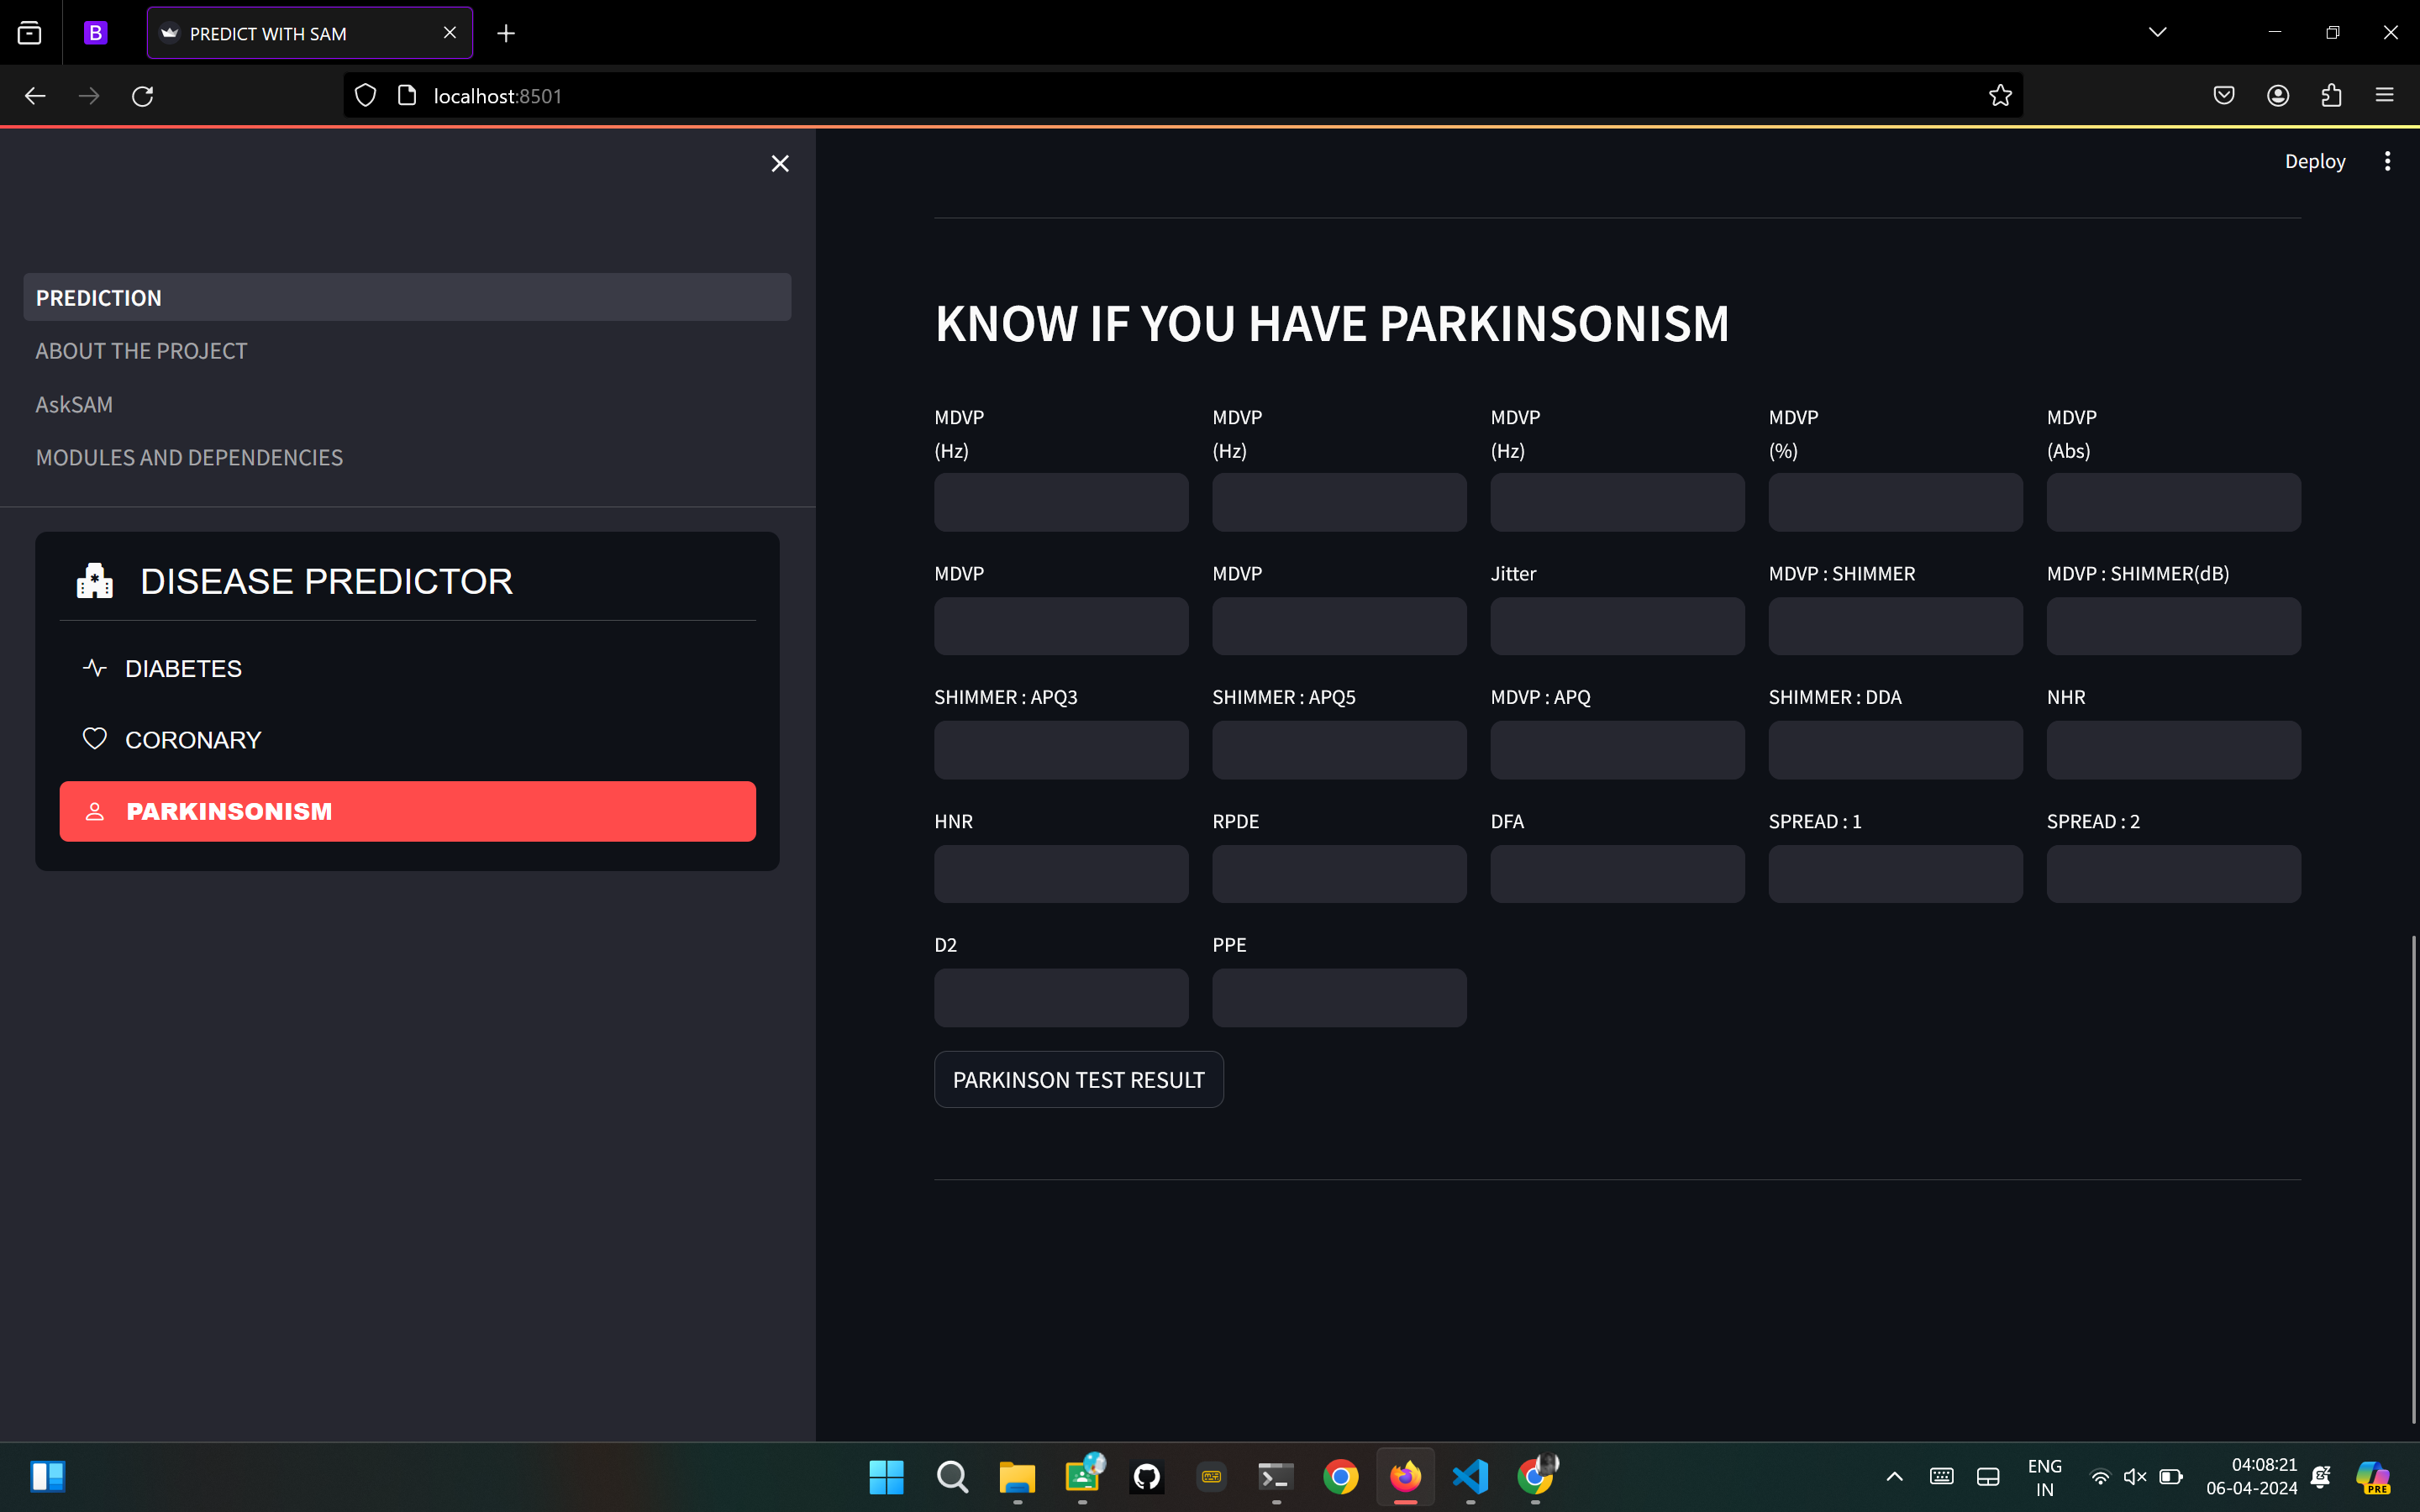 B
PREDICT WITH SAM
localhost:8501
Deploy
PREDICTION
ABOUT THE PROJECT
AskSAM
MODULES AND DEPENDENCIES
DISEASE PREDICTOR
DIABETES
CORONARY
PARKINSONISM
KNOW IF YOU HAVE PARKINSONISM
MDVP
(Hz)
MDVP
(Hz)
MDVP
(Hz)
MDVP
(%)
MDVP
(Abs)
MDVP
MDVP
Jitter
MDVP : SHIMMER
MDVP : SHIMMER(dB)
SHIMMER : APQ3
SHIMMER : APQ5
MDVP : APQ
SHIMMER : DDA
NHR
HNR
RPDE
DFA
SPREAD : 1
SPREAD : 2
D2
PPE
PARKINSON TEST RESULT
ENG
IN
04:08:21
06-04-2024
PRE